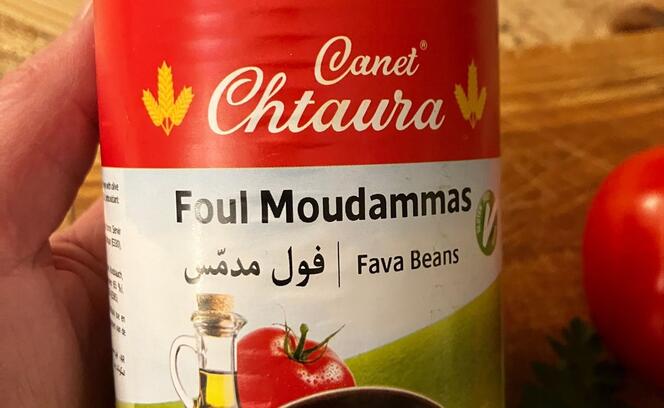 Canet®
Chtaura
Foul Moudammas
فول مدمّس | Fava Beans